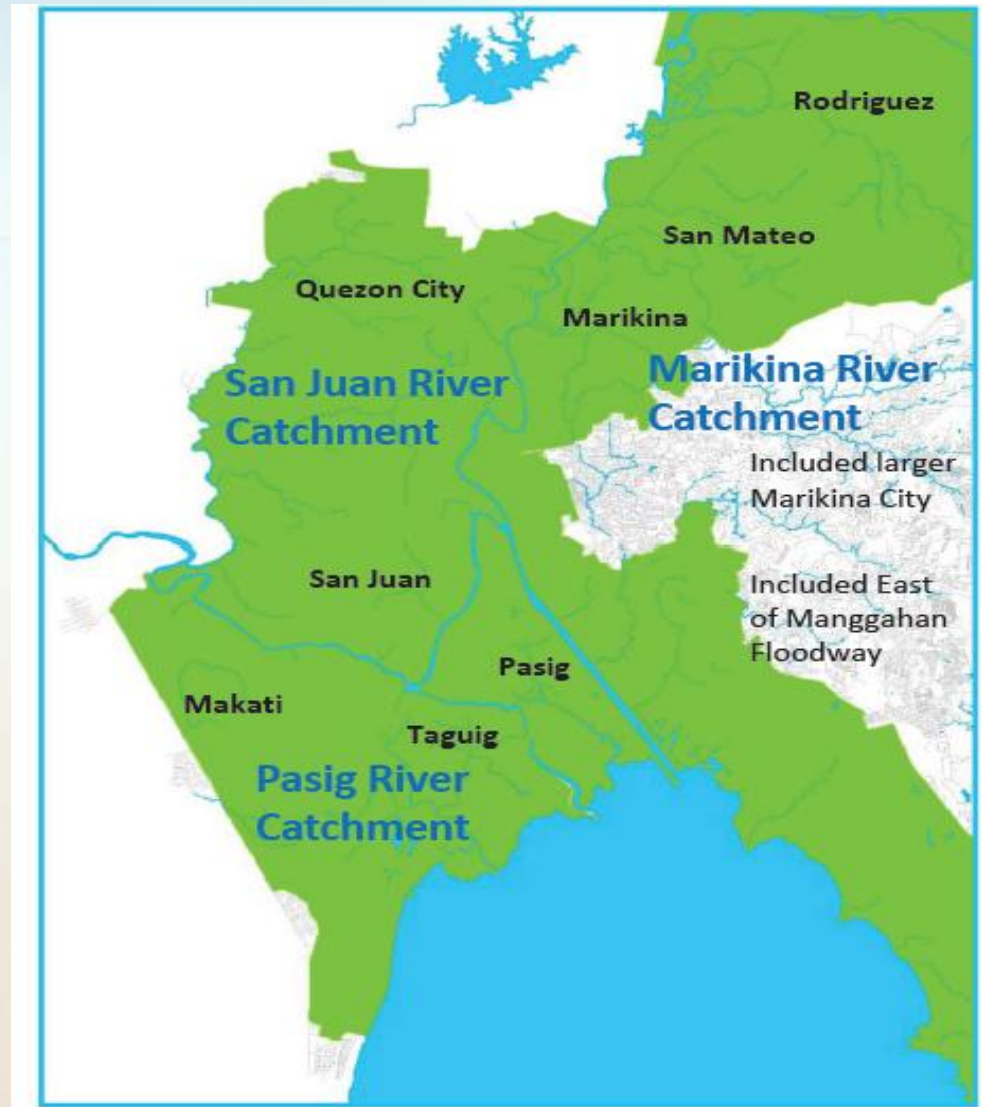 Rodriguez
San Mateo
Quezon City
Marikina
San Juan River
Catchment
Marikina River
Catchment
Included larger
Marikina City
San Juan
Included East
of Manggahan
Floodway
Pasig
Makati
Taguig
Pasig River
Catchment